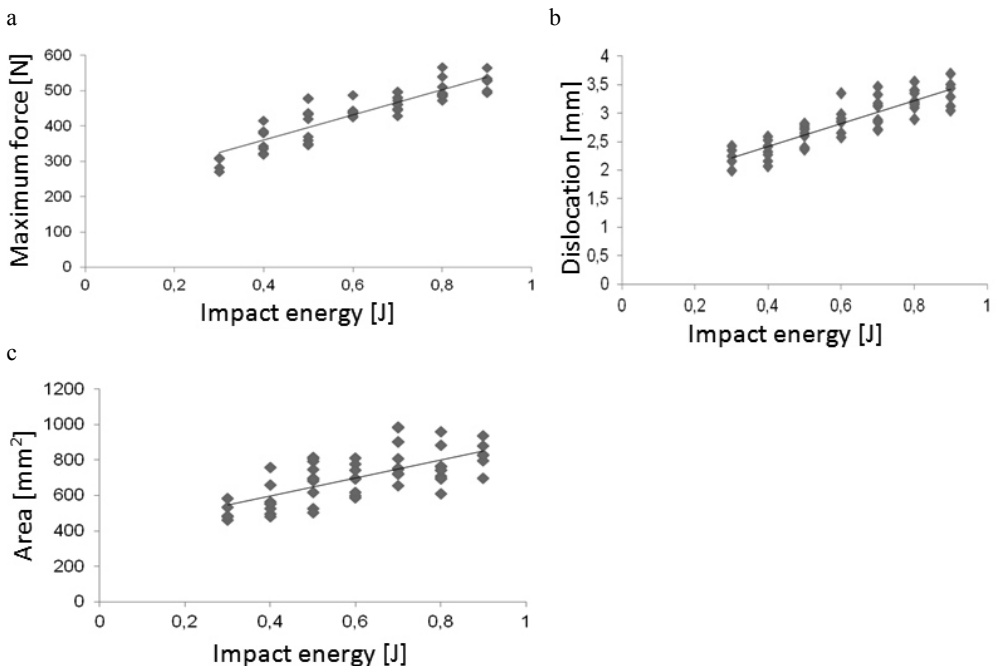 a
Maximum force [N]
600
500
400
300
200
100
0
0 0,2 0,4 0,6 0,8 1
Impact energy [J]
b
Dislocation [mm]
4
3,5
3
2,5
2
1,5
1
0,5
0
0 0,2 0,4 0,6 0,8 1
Impact energy [J]
c
Area [mm²]
1200
1000
800
600
400
200
0
0 0,2 0,4 0,6 0,8 1
Impact energy [J]